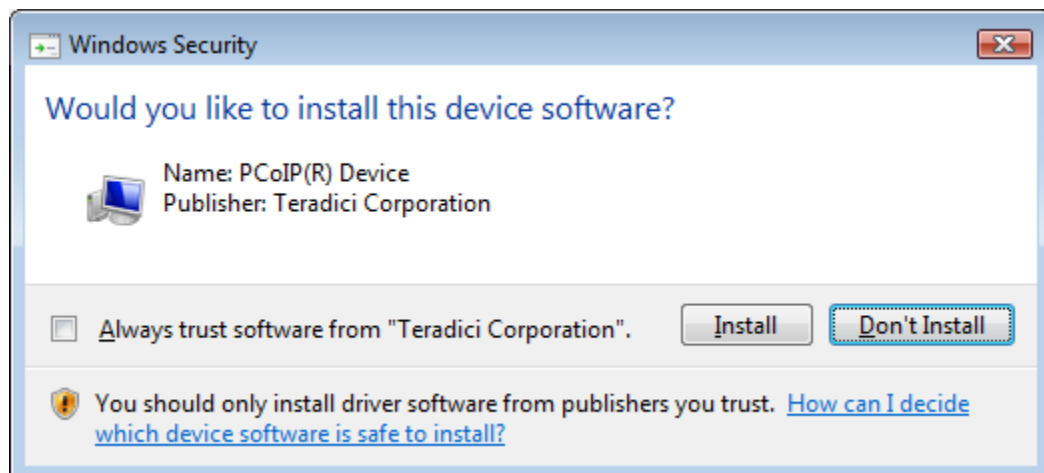 Windows Security
Would you like to install this device software?
Name: PCoIP(R) Device
Publisher: Teradici Corporation
Always trust software from "Teradici Corporation".
Install
Don't Install
You should only install driver software from publishers you trust. How can I decide
which device software is safe to install?